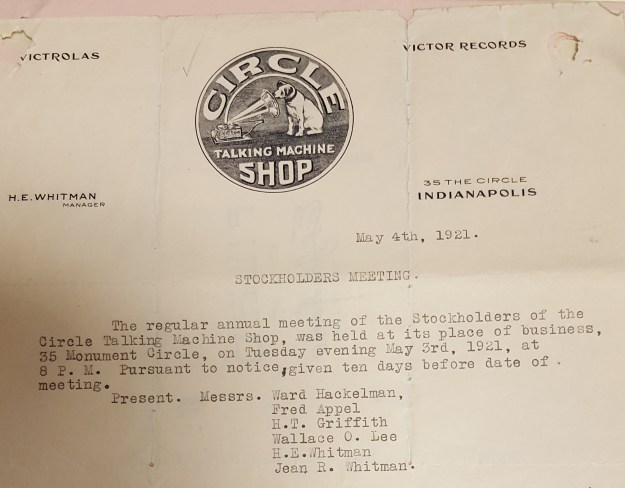 VICTROLAS
VICTOR RECORDS
CIRCLE
TALKING MACHINE
SHOP
H.E. WHITMAN
MANAGER
35 THE CIRCLE
INDIANAPOLIS
May 4th, 1921.
STOCKHOLDERS MEETING.
The regular annual meeting of the Stockholders of the
Circle Talking Machine Shop, was held at its place of business,
35 Monument Circle, on Tuesday evening May 3rd, 1921, at
8 P. M. Pursuant to notice,given ten days before date of
meeting.
Present. Messrs. Ward Hackelman,
Fred Appel
H.T. Griffith
Wallace O. Lee
H.E.Whitman
Jean R. Whitman.